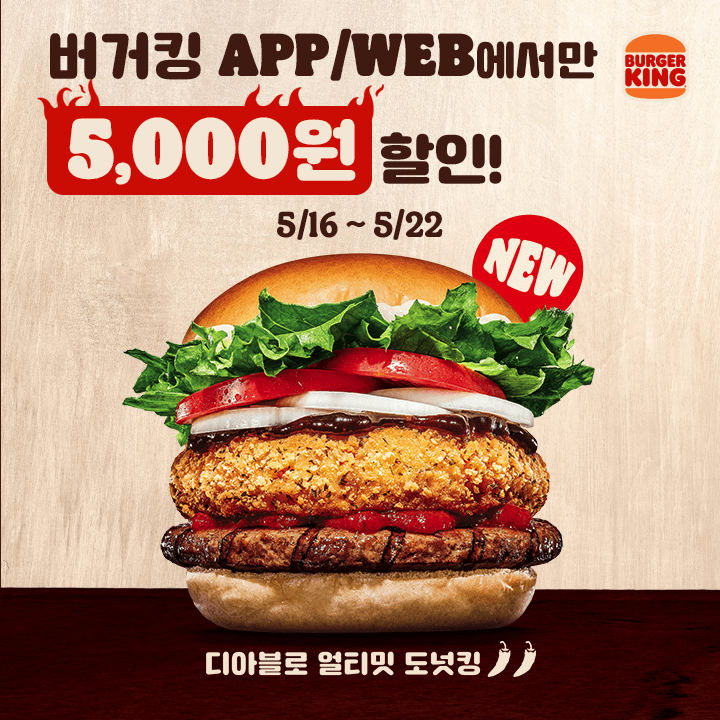 버거킹 APP/WEB에서만
BURGER
KING
5,000원 할인!
5/16 ~ 5/22
NEW
디아블로 얼티밋 도넛킹